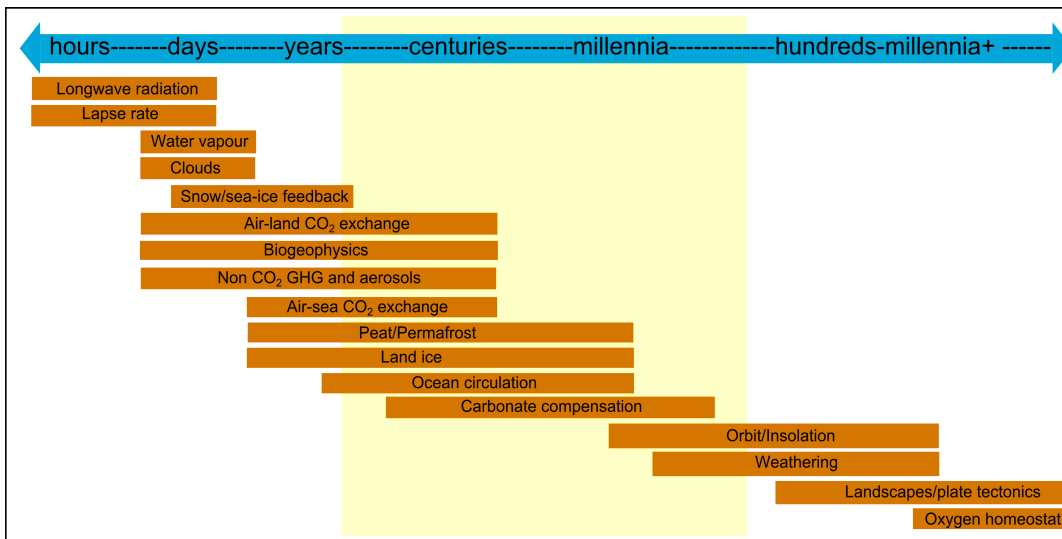 hours-------days--------years--------centuries--------millennia-------------hundreds-millennia+ ------
Longwave radiation
Lapse rate
Water vapour
Clouds
Snow/sea-ice feedback
Air-land CO₂ exchange
Biogeophysics
Non CO₂ GHG and aerosols
Air-sea CO₂ exchange
Peat/Permafrost
Land ice
Ocean circulation
Carbonate compensation
Orbit/Insolation
Weathering
Landscapes/plate tectonics
Oxygen homeostat